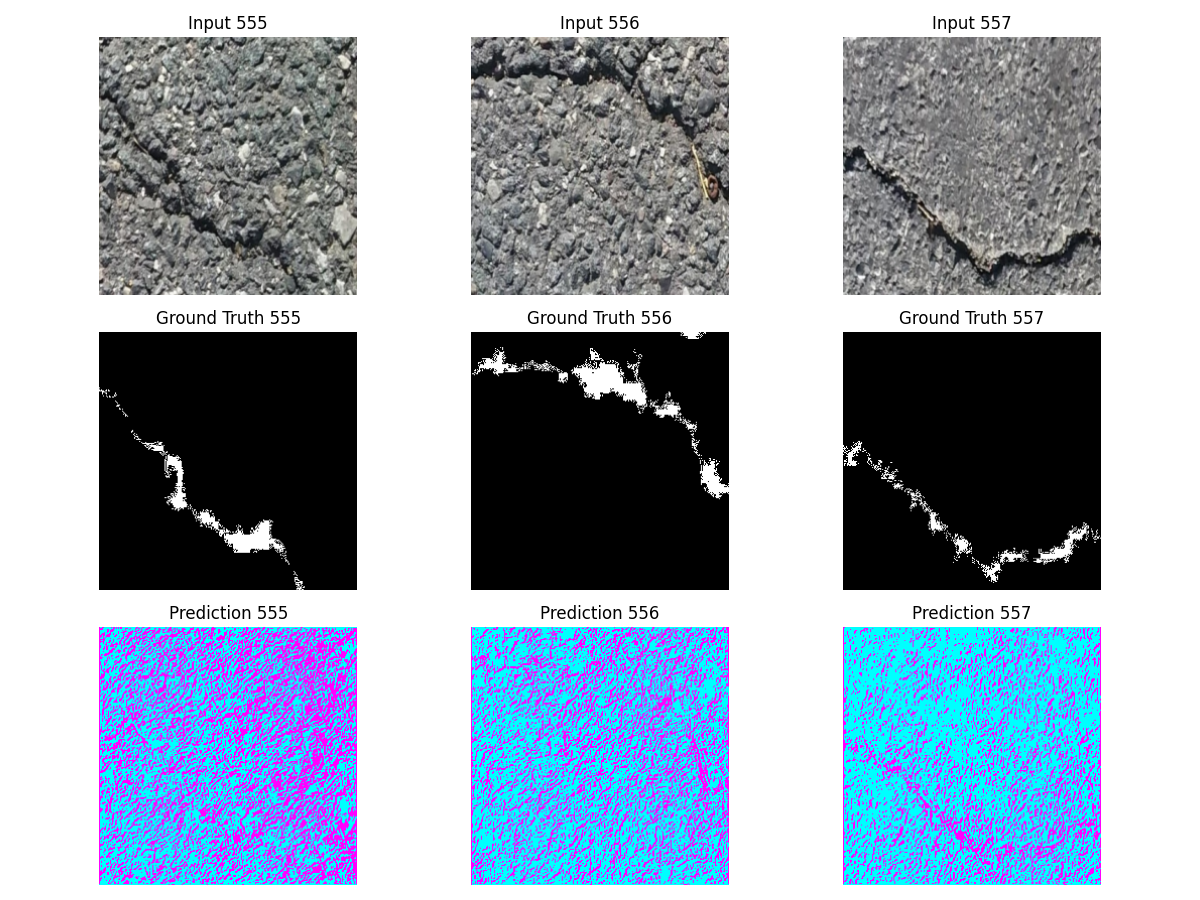 Input 555
Input 556
Input 557
Ground Truth 555
Ground Truth 556
Ground Truth 557
Prediction 555
Prediction 556
Prediction 557